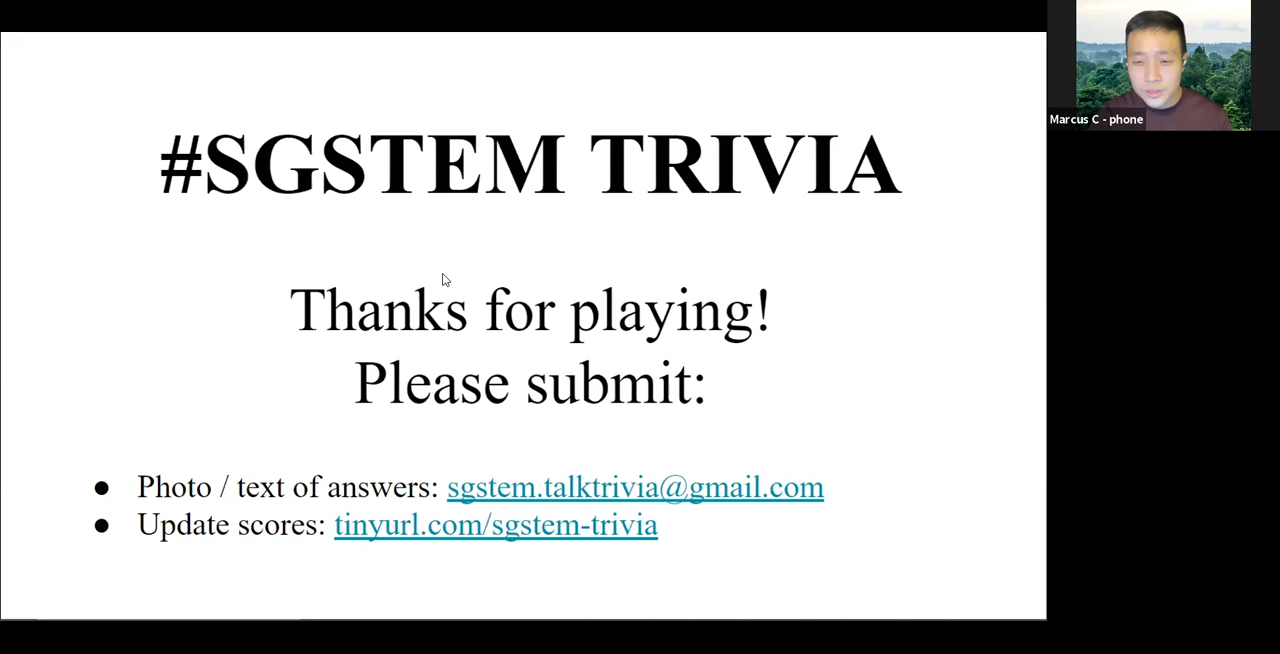 #SGSTEM TRIVIA
Thanks for playing!
Please submit:
● Photo / text of answers: sgstem.talktrivia@gmail.com
● Update scores: tinyurl.com/sgstem-trivia
Marcus C - phone